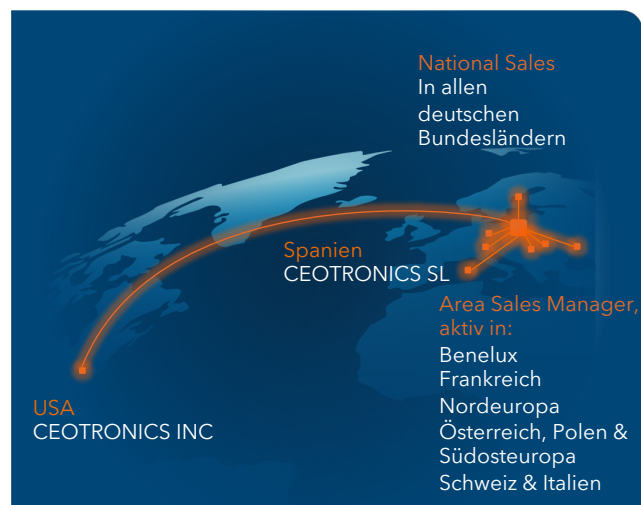 National Sales
In allen
deutschen
Bundesländern
Spanien
CEOTRONICS SL
Area Sales Manager,
aktiv in:
Benelux
Frankreich
Nordeuropa
Österreich, Polen &
Südosteuropa
Schweiz & Italien
USA
CEOTRONICS INC